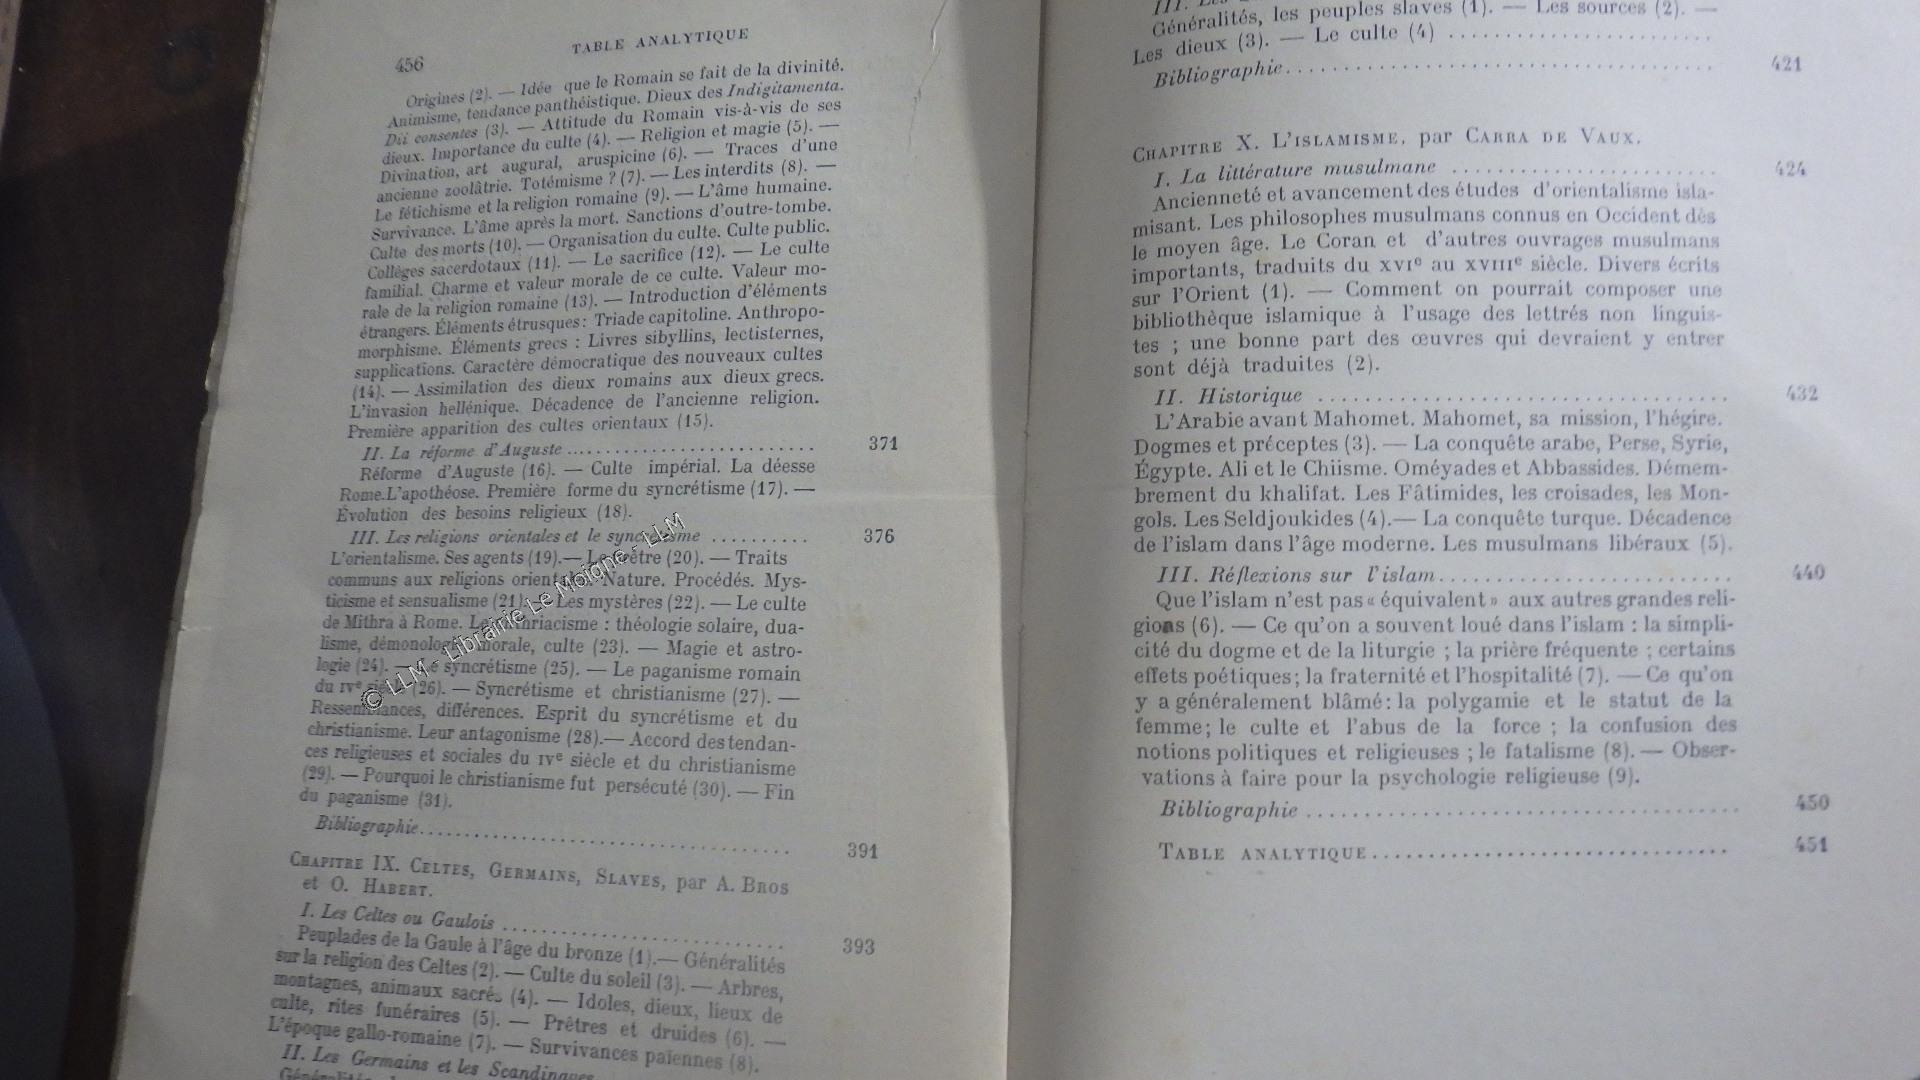 456
TABLE ANALYTIQUE
Origines (2). — Idée que le Romain se fait de la divinité.
Animisme, tendance panthéistique. Dieux des Indigitamenta.
Dii consentes (3). — Attitude du Romain vis-à-vis de ses
dieux. Importance du culte (4). — Religion et magie (5). —
Divination, art augural, aruspicine (6). — Traces d'une
ancienne zoolâtrie. Totémisme ? (7). — Les interdits (8). —
Le fétichisme et la religion romaine (9). — L'âme humaine.
Survivance. L'âme après la mort. Sanctions d'outre-tombe.
Culte des morts (10). — Organisation du culte. Culte public.
Collèges sacerdotaux (11). — Le sacrifice (12). — Le culte
familial. Charme et valeur morale de ce culte. Valeur mo-
rale de la religion romaine (13). — Introduction d'éléments
étrangers. Éléments étrusques: Triade capitoline. Anthropo-
morphisme. Éléments grecs : Livres sibyllins, lectisternes,
supplications. Caractère démocratique des nouveaux cultes
(14). — Assimilation des dieux romains aux dieux grecs.
L'invasion hellénique. Décadence de l'ancienne religion.
Première apparition des cultes orientaux (15).
II. La réforme d'Auguste .......................... 371
Réforme d'Auguste (16). — Culte impérial. La déesse
Rome. L'apothéose. Première forme du syncrétisme (17). —
Évolution des besoins religieux (18).
III. Les religions orientales et le syncrétisme .......... 376
L'orientalisme. Ses agents (19). — Le prêtre (20). — Traits
communs aux religions orientales. Nature. Procédés. Mys-
ticisme et sensualisme (21). — Les mystères (22). — Le culte
de Mithra à Rome. Le mithriacisme : théologie solaire, dua-
lisme, démonologie, morale, culte (23). — Magie et astro-
logie (24). — Le syncrétisme (25). — Le paganisme romain
du IVe siècle (26). — Syncrétisme et christianisme (27). —
Ressemblances, différences. Esprit du syncrétisme et du
christianisme. Leur antagonisme (28). — Accord des tendan-
ces religieuses et sociales du IVe siècle et du christianisme
(29). — Pourquoi le christianisme fut persécuté (30). — Fin
du paganisme (31).
Bibliographie........................................ 391
CHAPITRE IX. CELTES, GERMAINS, SLAVES, par A. BROS
et O. HABERT.
I. Les Celtes ou Gaulois .............................. 393
Peuplades de la Gaule à l'âge du bronze (1). — Généralités
sur la religion des Celtes (2). — Culte du soleil (3). — Arbres,
montagnes, animaux sacrés (4). — Idoles, dieux, lieux de
culte, rites funéraires (5). — Prêtres et druides (6). —
L'époque gallo-romaine (7). — Survivances païennes (8).
II. Les Germains et les Scandinaves
© LLM - Librairie Le Moigne - LLM
III. Les
Généralités, les peuples slaves (1). — Les sources (2). —
Les dieux (3). — Le culte (4) ..........................
Bibliographie........................................ 421
CHAPITRE X. L'ISLAMISME, par CARRA DE VAUX.
I. La littérature musulmane .......................... 424
Ancienneté et avancement des études d'orientalisme isla-
misant. Les philosophes musulmans connus en Occident dès
le moyen âge. Le Coran et d'autres ouvrages musulmans
importants, traduits du XVIe au XVIIIe siècle. Divers écrits
sur l'Orient (1). — Comment on pourrait composer une
bibliothèque islamique à l'usage des lettrés non linguis-
tes ; une bonne part des œuvres qui devraient y entrer
sont déjà traduites (2).
II. Historique .................................... 432
L'Arabie avant Mahomet. Mahomet, sa mission, l'hégire.
Dogmes et préceptes (3). — La conquête arabe, Perse, Syrie,
Égypte. Ali et le Chiisme. Oméyades et Abbassides. Démem-
brement du khalifat. Les Fâtimides, les croisades, les Mon-
gols. Les Seldjoukides (4). — La conquête turque. Décadence
de l'islam dans l'âge moderne. Les musulmans libéraux (5).
III. Réflexions sur l'islam............................ 440
Que l'islam n'est pas « équivalent » aux autres grandes reli-
gions (6). — Ce qu'on a souvent loué dans l'islam : la simpli-
cité du dogme et de la liturgie ; la prière fréquente ; certains
effets poétiques; la fraternité et l'hospitalité (7). — Ce qu'on
y a généralement blâmé: la polygamie et le statut de la
femme; le culte et l'abus de la force ; la confusion des
notions politiques et religieuses ; le fatalisme (8). — Obser-
vations à faire pour la psychologie religieuse (9).
Bibliographie ...................................... 450
TABLE ANALYTIQUE.................................. 451